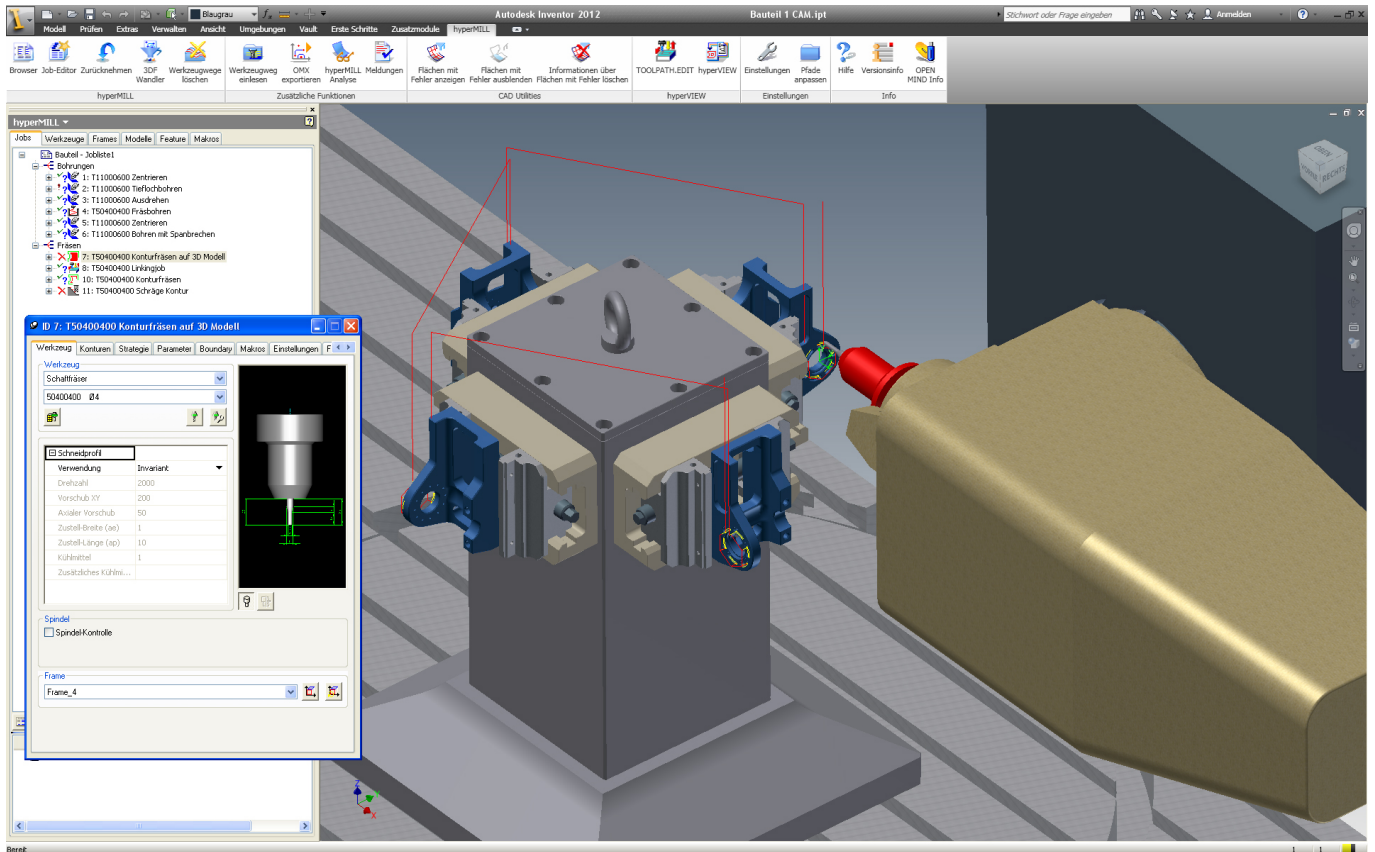 Blaugrau
Autodesk Inventor 2012
Bauteil 1 CAM.ipt
Stichwort oder Frage eingeben
Anmelden
Modell Prüfen Extras Verwalten Ansicht Umgebungen Vault Erste Schritte Zusatzmodule hyperMILL
Browser Job-Editor Zurücknehmen 3DF Wandler Werkzeugwege löschen
Werkzeugweg einlesen OMX exportieren hyperMILL Analyse Meldungen
Flächen mit Fehler anzeigen Flächen mit Fehler ausblenden Informationen über Flächen mit Fehler löschen
TOOLPATH.EDIT hyperVIEW
Einstellungen Pfade anpassen
Hilfe Versionsinfo OPEN MIND Info
hyperMILL Zusätzliche Funktionen CAD Utilities hyperVIEW Einstellungen Info
hyperMILL
Jobs Werkzeuge Frames Modelle Feature Makros
Bauteil - Jobliste1
Bohrungen
1: T11000600 Zentrieren
2: T11000600 Tieflochbohren
3: T11000600 Ausdrehen
4: T50400400 Fräsbohren
5: T11000600 Zentrieren
6: T11000600 Bohren mit Spanbrechen
Fräsen
7: T50400400 Konturfräsen auf 3D Modell
8: T50400400 Linkingjob
10: T50400400 Konturfräsen
11: T50400400 Schräge Kontur
ID 7: T50400400 Konturfräsen auf 3D Modell
Werkzeug Konturen Strategie Parameter Boundary Makros Einstellungen F
Werkzeug
Schaftfräser
50400400 Ø4
Schneidprofil
Verwendung Invariant
Drehzahl 2000
Vorschub XY 200
Axialer Vorschub 50
Zustell-Breite (ae) 1
Zustell-Länge (ap) 10
Kühlmittel 1
Zusätzliches Kühlmi...
Spindel
Spindel-Kontrolle
Frame
Frame_4
OBEN
VORNE
RECHTS
Z
Y
X
Bereit
1 1